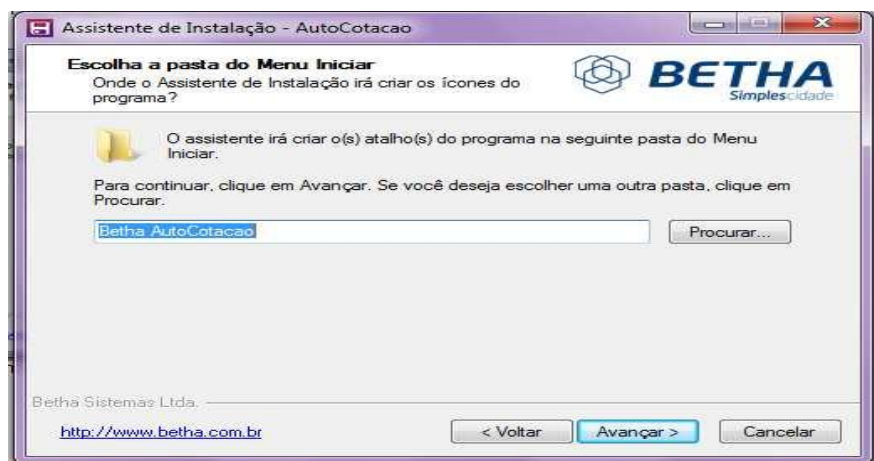 Assistente de Instalação - AutoCotacao
Escolha a pasta do Menu Iniciar
Onde o Assistente de Instalação irá criar os ícones do
programa?
BETHA
Simplescidade
O assistente irá criar o(s) atalho(s) do programa na seguinte pasta do Menu
Iniciar.
Para continuar, clique em Avançar. Se você deseja escolher uma outra pasta, clique em
Procurar.
Betha AutoCotacao
Procurar...
Betha Sistemas Ltda.
http://www.betha.com.br
< Voltar
Avançar >
Cancelar